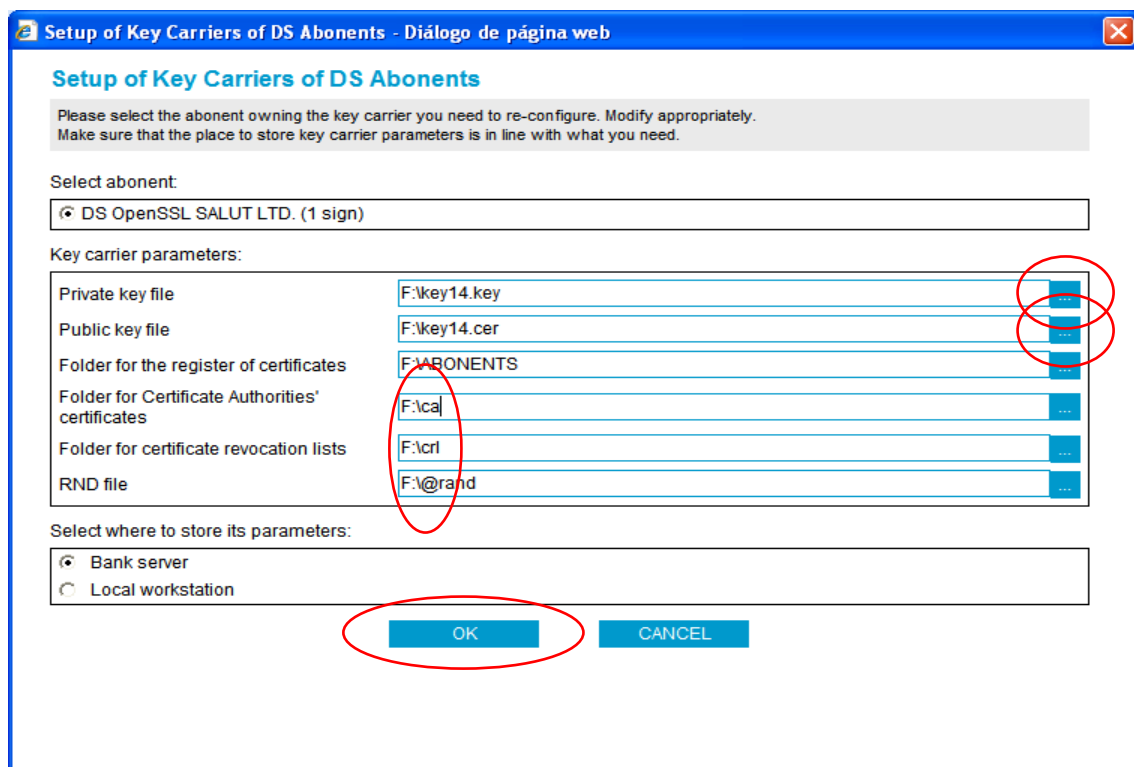 Setup of Key Carriers of DS Abonents - Diálogo de página web
Setup of Key Carriers of DS Abonents
Please select the abonent owning the key carrier you need to re-configure. Modify appropriately.
Make sure that the place to store key carrier parameters is in line with what you need.
Select abonent:
DS OpenSSL SALUT LTD. (1 sign)
Key carrier parameters:
Private key file F:\key14.key ...
Public key file F:\key14.cer ...
Folder for the register of certificates F:\ABONENTS ...
Folder for Certificate Authorities'
certificates F:\ca ...
Folder for certificate revocation lists F:\crl ...
RND file F:\@rand ...
Select where to store its parameters:
Bank server
Local workstation
OK CANCEL